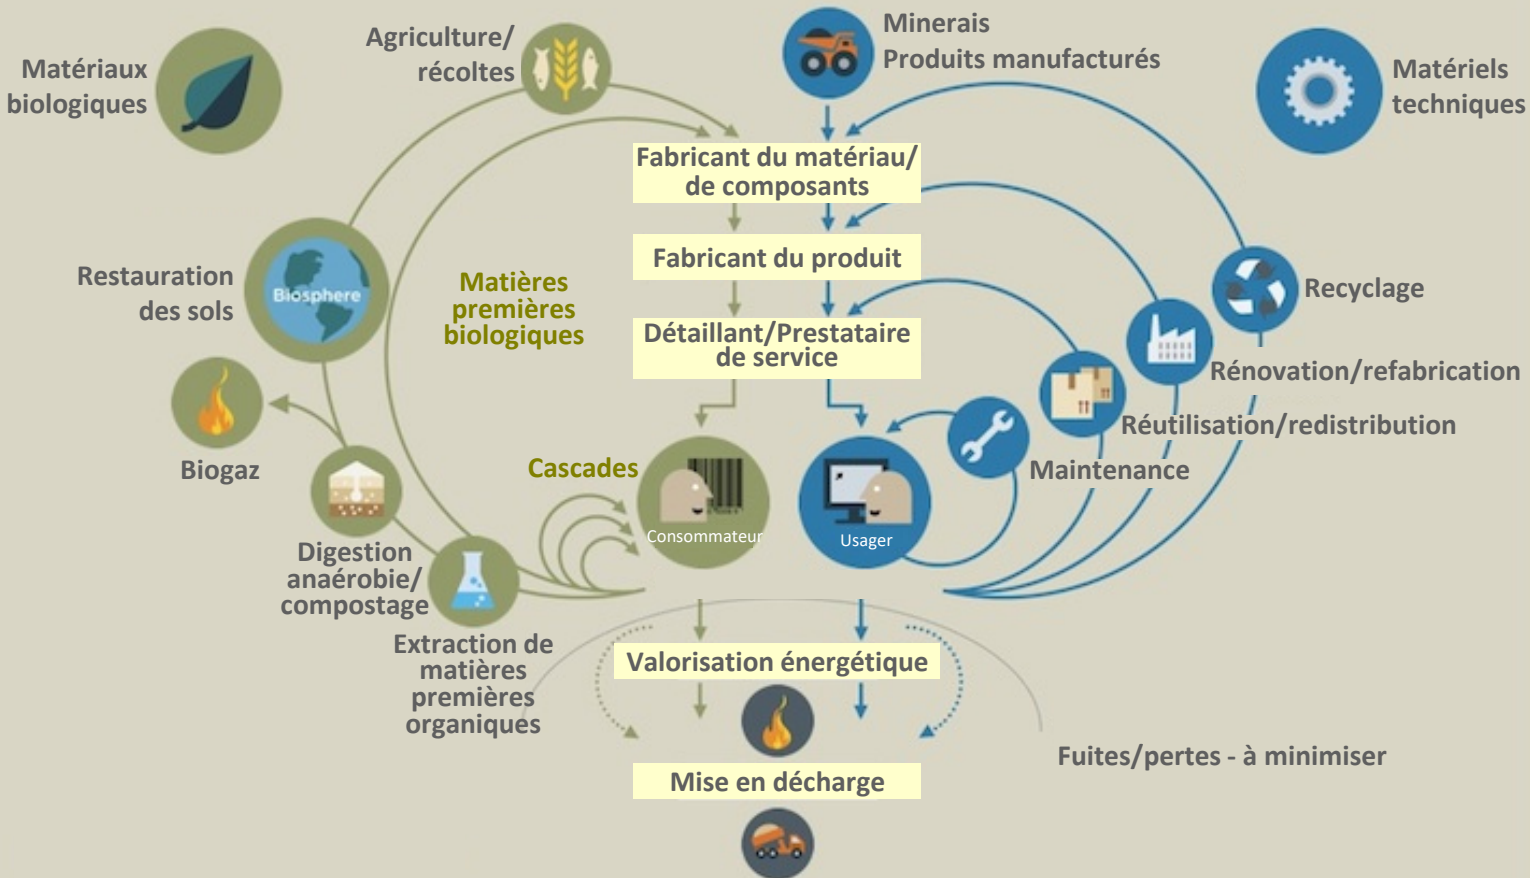 Matériaux
biologiques
Agriculture/
récoltes
Minerais
Produits manufacturés
Matériels
techniques
Fabricant du matériau/
de composants
Fabricant du produit
Détaillant/Prestataire
de service
Restauration
des sols
Biosphere
Matières
premières
biologiques
Recyclage
Rénovation/refabrication
Réutilisation/redistribution
Maintenance
Biogaz
Cascades
Consommateur
Usager
Digestion
anaérobie/
compostage
Extraction de
matières
premières
organiques
Valorisation énergétique
Fuites/pertes - à minimiser
Mise en décharge